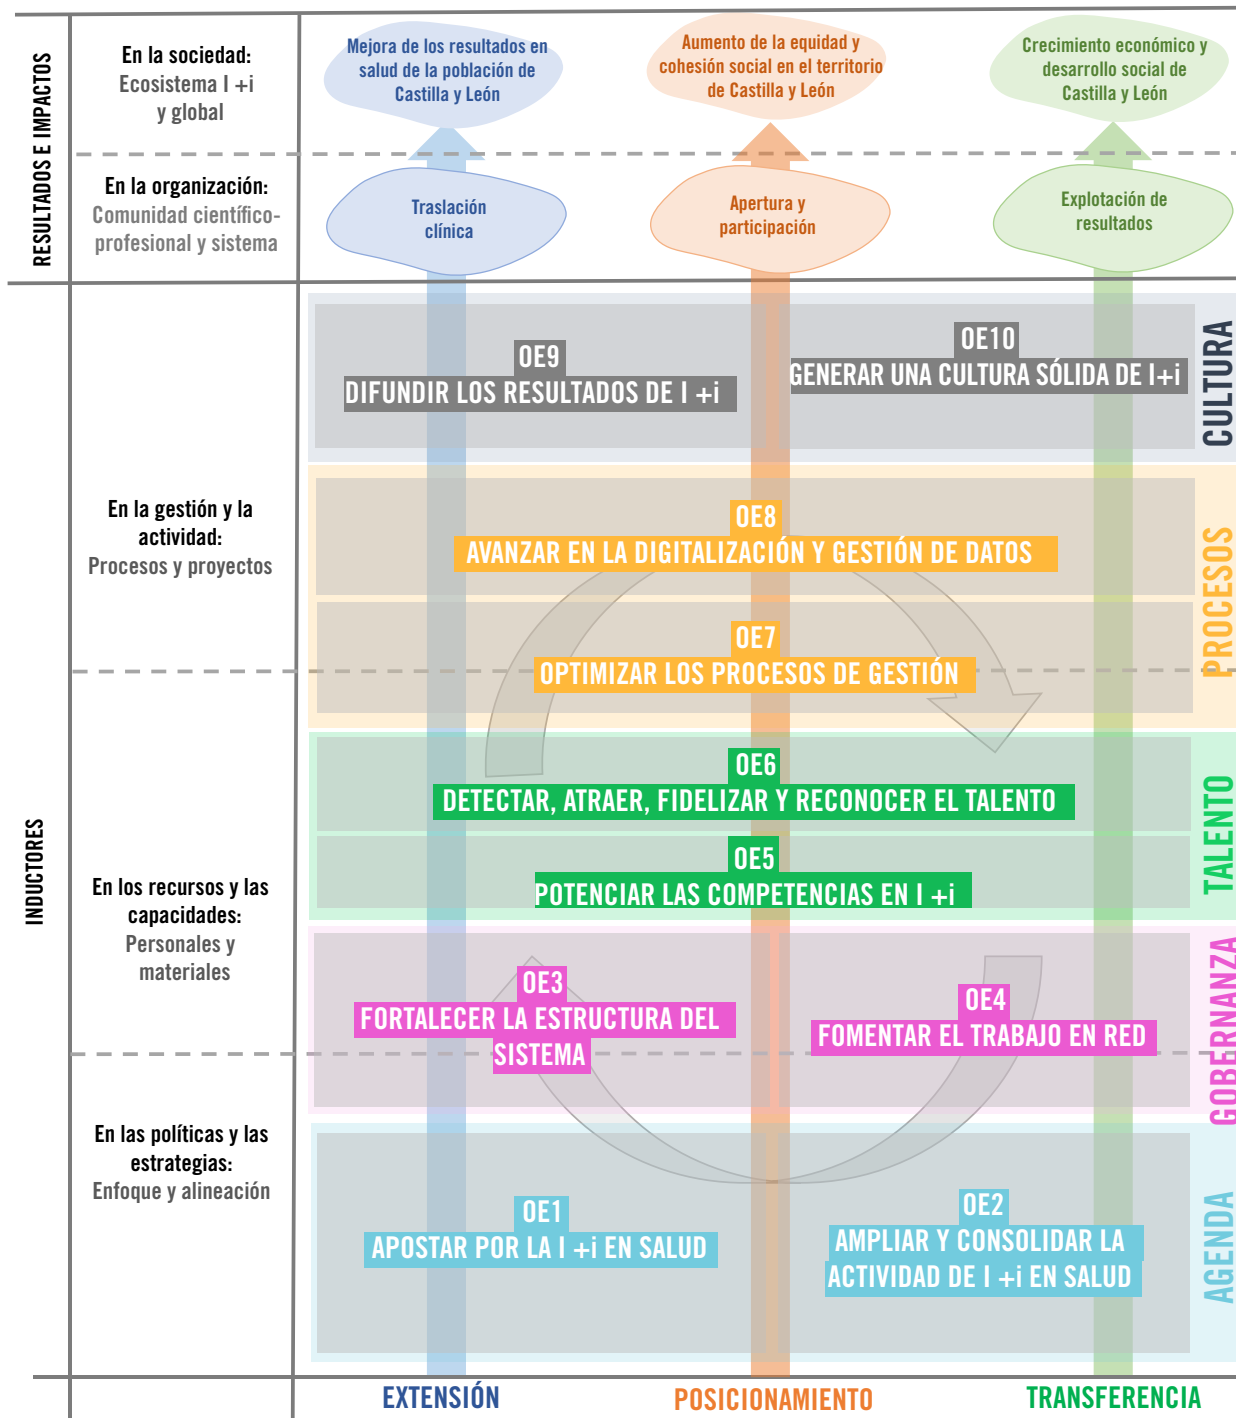 RESULTADOS E IMPACTOS
En la sociedad:
Ecosistema I +i
y global
Mejora de los resultados en
salud de la población de
Castilla y León
Aumento de la equidad y
cohesión social en el territorio
de Castilla y León
Crecimiento económico y
desarrollo social de
Castilla y León
En la organización:
Comunidad científico-
profesional y sistema
Traslación
clínica
Apertura y
participación
Explotación de
resultados
INDUCTORES
En la gestión y la
actividad:
Procesos y proyectos
En los recursos y las
capacidades:
Personales y
materiales
En las políticas y las
estrategias:
Enfoque y alineación
OE9
DIFUNDIR LOS RESULTADOS DE I +i
OE10
GENERAR UNA CULTURA SÓLIDA DE I+i
CULTURA
OE8
AVANZAR EN LA DIGITALIZACIÓN Y GESTIÓN DE DATOS
OE7
OPTIMIZAR LOS PROCESOS DE GESTIÓN
PROCESOS
OE6
DETECTAR, ATRAER, FIDELIZAR Y RECONOCER EL TALENTO
OE5
POTENCIAR LAS COMPETENCIAS EN I +i
TALENTO
OE3
FORTALECER LA ESTRUCTURA DEL
SISTEMA
OE4
FOMENTAR EL TRABAJO EN RED
GOBERNANZA
OE1
APOSTAR POR LA I +i EN SALUD
OE2
AMPLIAR Y CONSOLIDAR LA
ACTIVIDAD DE I +i EN SALUD
AGENDA
EXTENSIÓN
POSICIONAMIENTO
TRANSFERENCIA